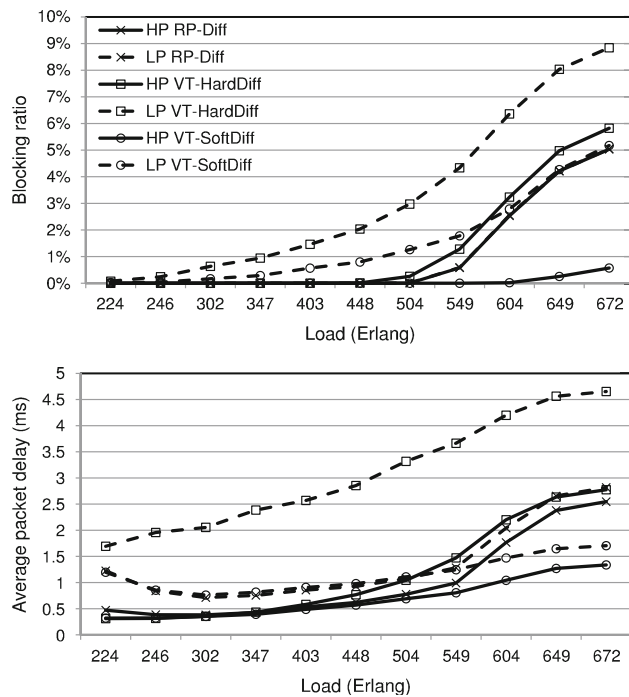 10%
9%
8%
7%
6%
5%
4%
3%
2%
1%
0%
Blocking ratio
HP RP-Diff
LP RP-Diff
HP VT-HardDiff
LP VT-HardDiff
HP VT-SoftDiff
LP VT-SoftDiff
224 246 302 347 403 448 504 549 604 649 672
Load (Erlang)
5
4.5
4
3.5
3
2.5
2
1.5
1
0.5
0
Average packet delay (ms)
224 246 302 347 403 448 504 549 604 649 672
Load (Erlang)